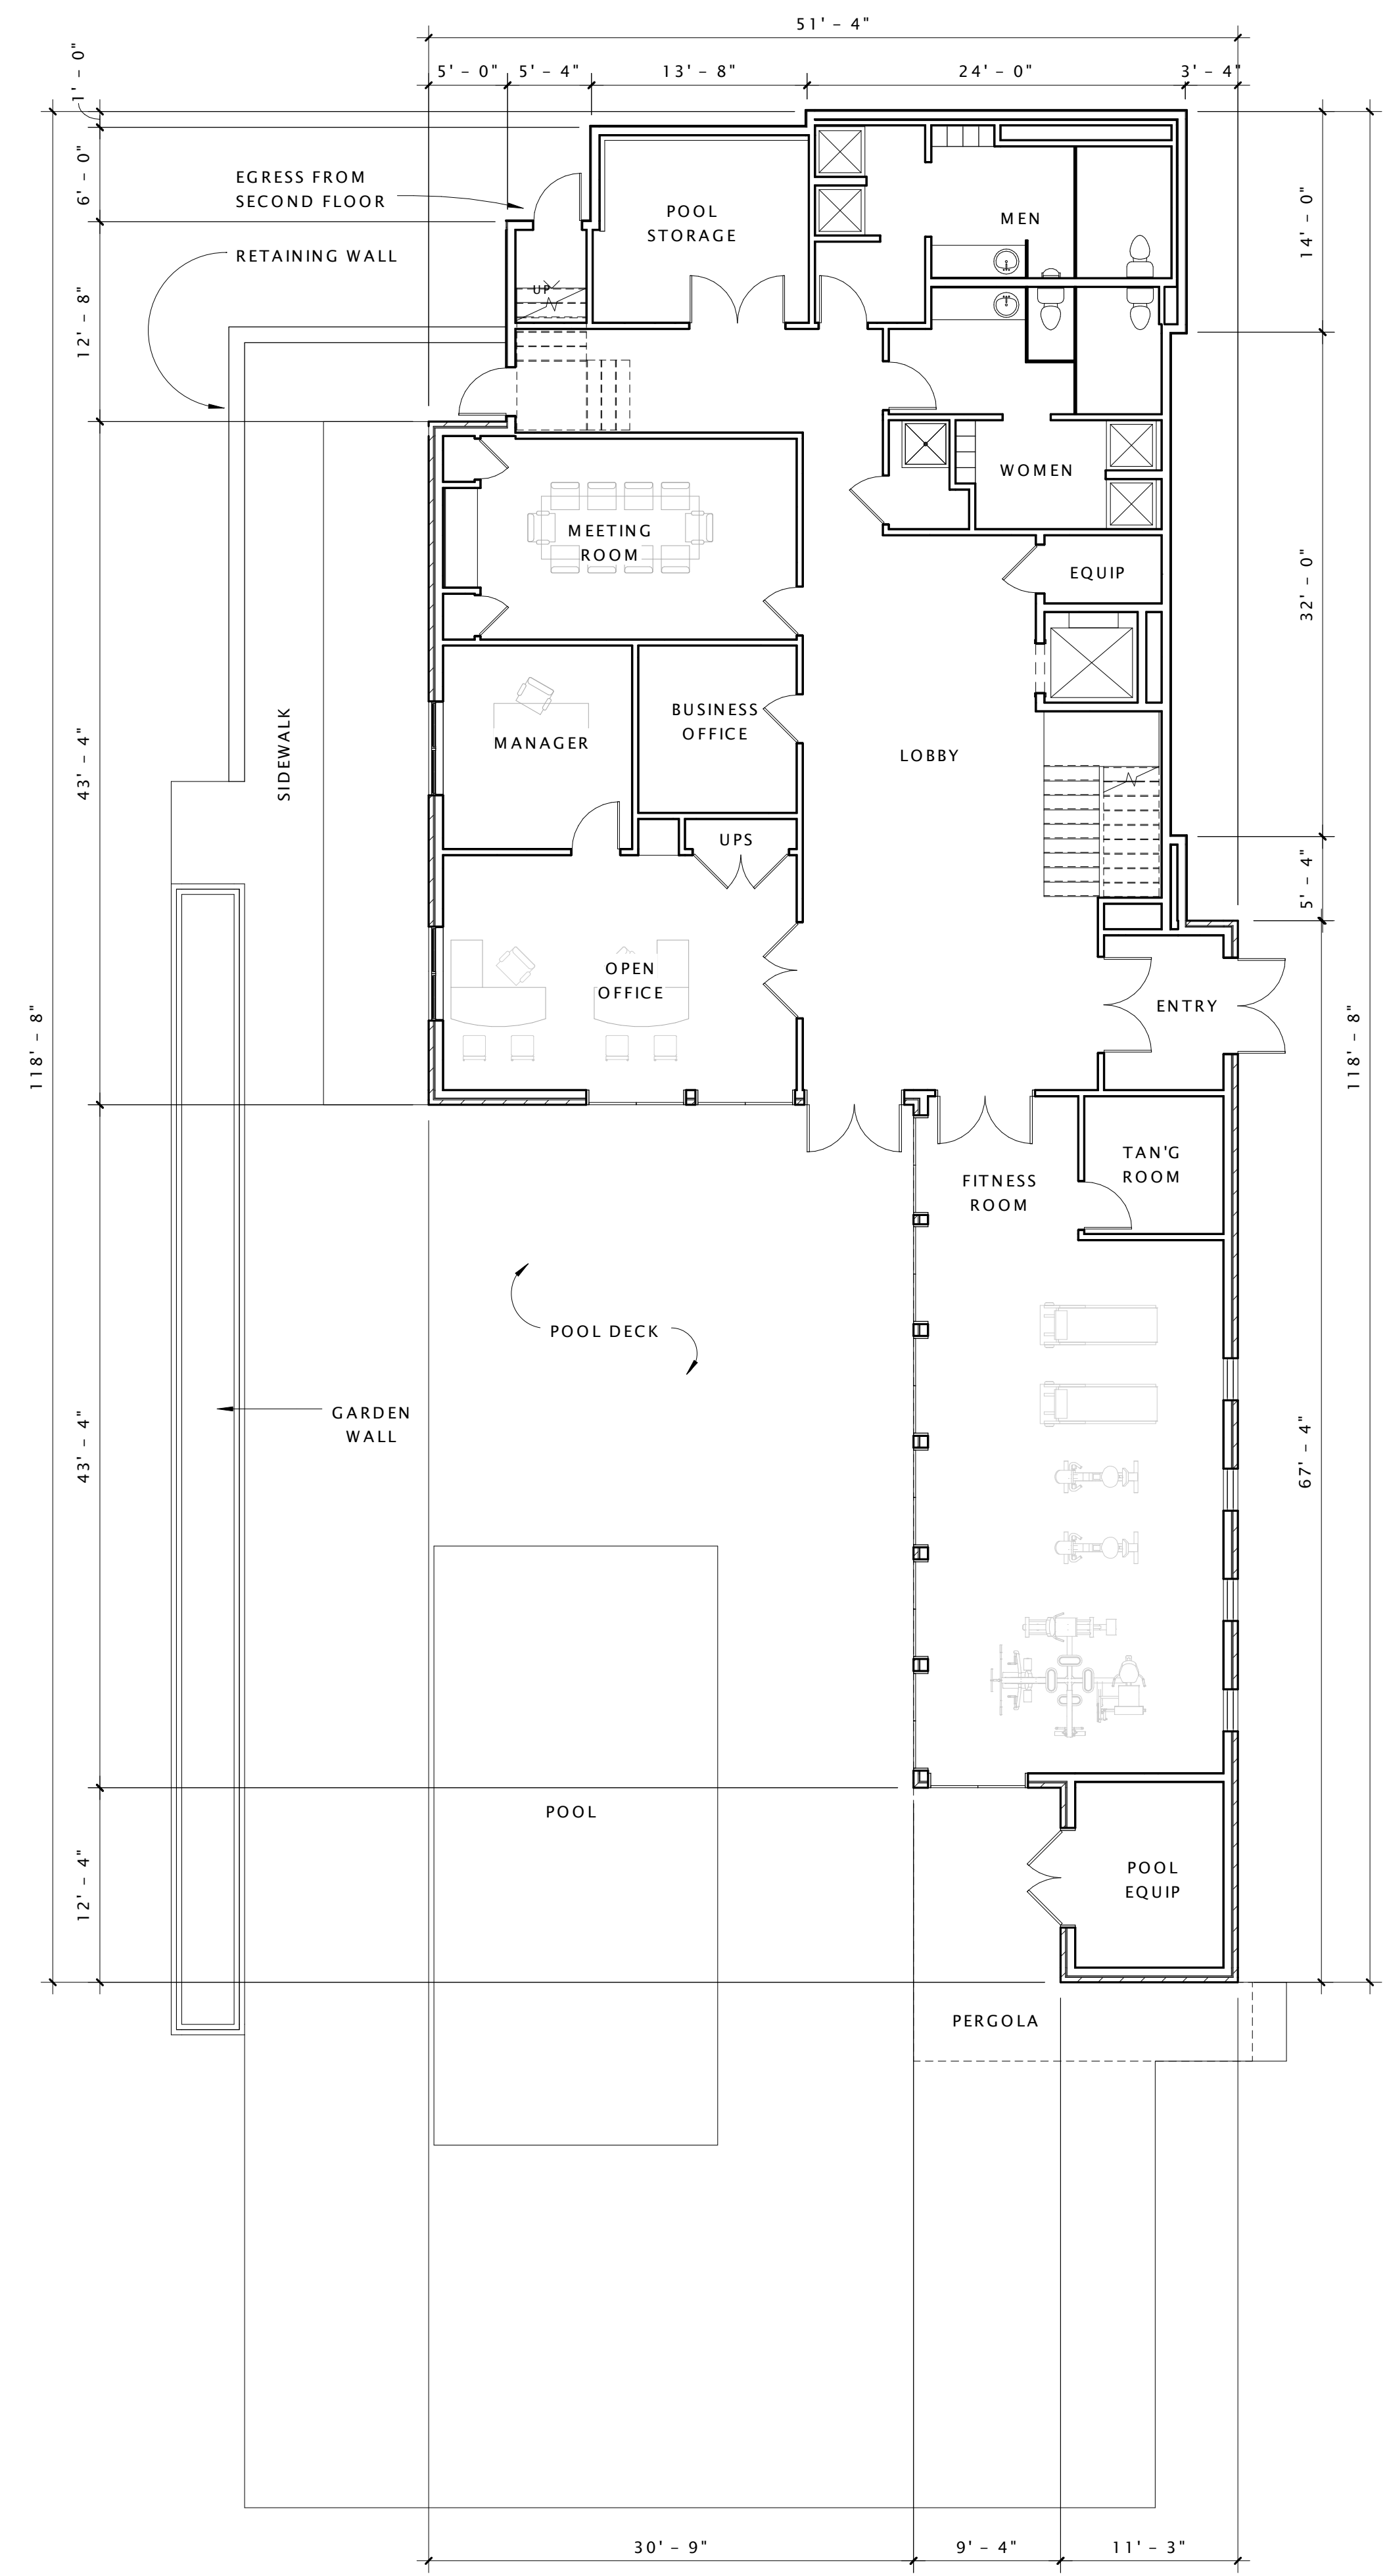 51' – 4"
5' – 0"
5' – 4"
13' – 8"
24' – 0"
3' – 4"
1' – 0"
6' – 0"
12' – 8"
43' – 4"
118' – 8"
43' – 4"
12' – 4"
14' – 0"
32' – 0"
5' – 4"
118' – 8"
67' – 4"
EGRESS FROM
SECOND FLOOR
RETAINING WALL
POOL
STORAGE
MEN
UP
WOMEN
MEETING
ROOM
EQUIP
SIDEWALK
MANAGER
BUSINESS
OFFICE
LOBBY
UPS
OPEN
OFFICE
ENTRY
TAN'G
ROOM
FITNESS
ROOM
POOL DECK
GARDEN
WALL
POOL
POOL
EQUIP
PERGOLA
30' – 9"
9' – 4"
11' – 3"